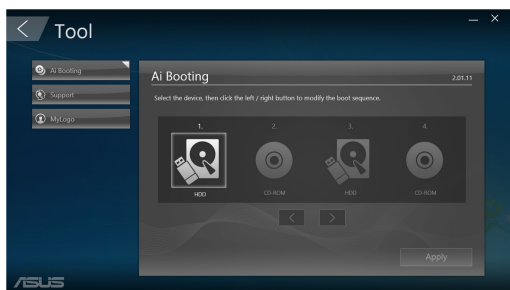 Tool
Ai Booting
Support
MyLogo
Ai Booting
2.01.11
Select the device, then click the left / right button to modify the boot sequence.
1. 2. 3. 4.
HDD CD-ROM HDD CD-ROM
Apply
ASUS